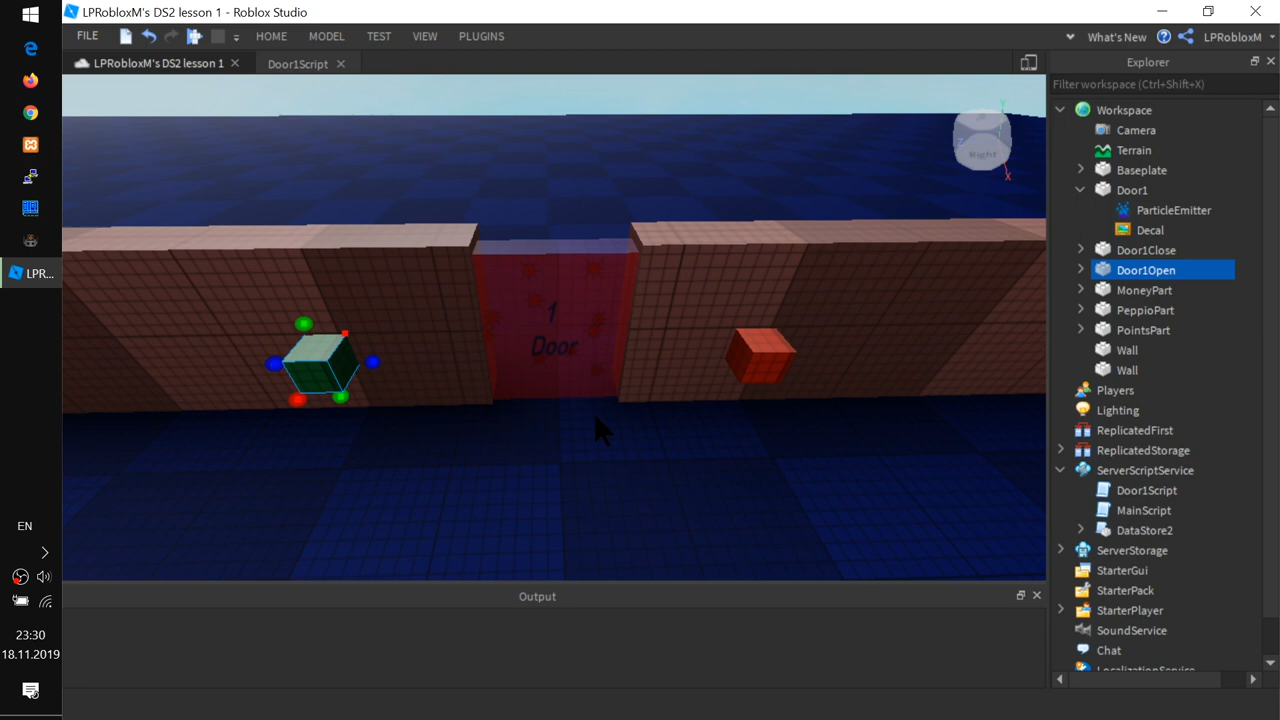 LPRobloxM's DS2 lesson 1 - Roblox Studio
FILE HOME MODEL TEST VIEW PLUGINS What's New LPRobloxM
LPRobloxM's DS2 lesson 1 Door1Script
Explorer
Filter workspace (Ctrl+Shift+X)
Workspace
Camera
Terrain
Baseplate
Door1
ParticleEmitter
Decal
Door1Close
Door1Open
MoneyPart
PeppioPart
PointsPart
Wall
Wall
Players
Lighting
ReplicatedFirst
ReplicatedStorage
ServerScriptService
Door1Script
MainScript
DataStore2
ServerStorage
StarterGui
StarterPack
StarterPlayer
SoundService
Chat
LocalizationService
Right
Y
X
1
Door
Output
LPR...
EN
23:30
18.11.2019